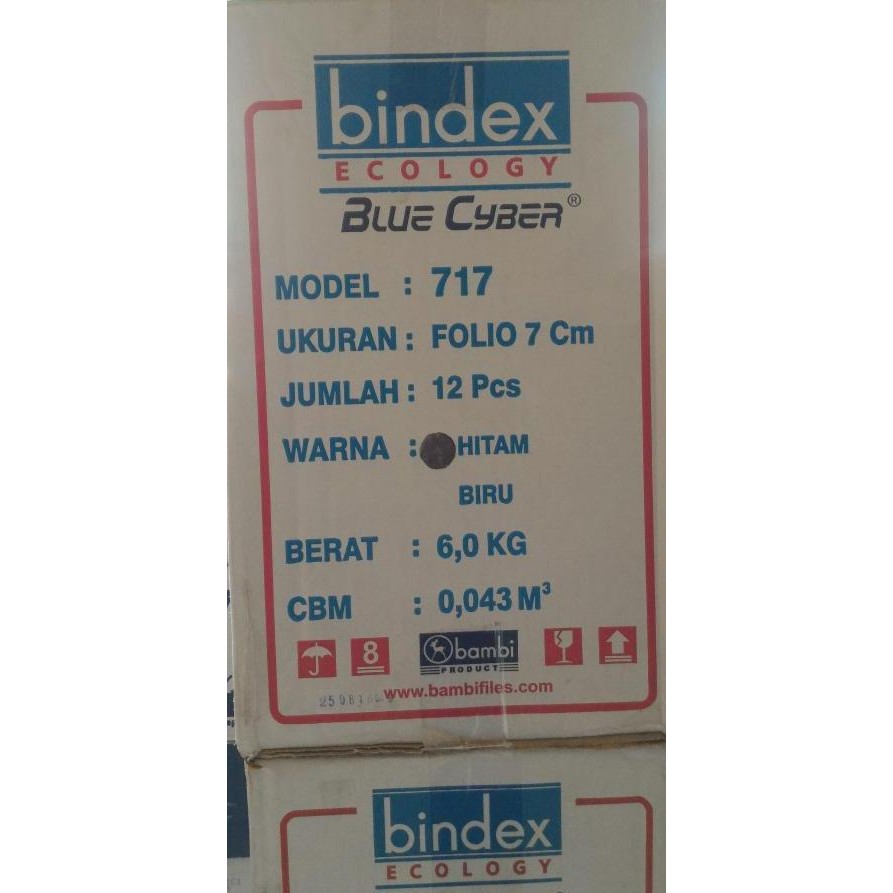 bindex
ECOLOGY
BLUE CYBER®
MODEL : 717
UKURAN : FOLIO 7 Cm
JUMLAH : 12 Pcs
WARNA : HITAM
BIRU
BERAT : 6,0 KG
CBM : 0,043 M³
8
bambi
PRODUCT
www.bambifiles.com
bindex
ECOLOGY